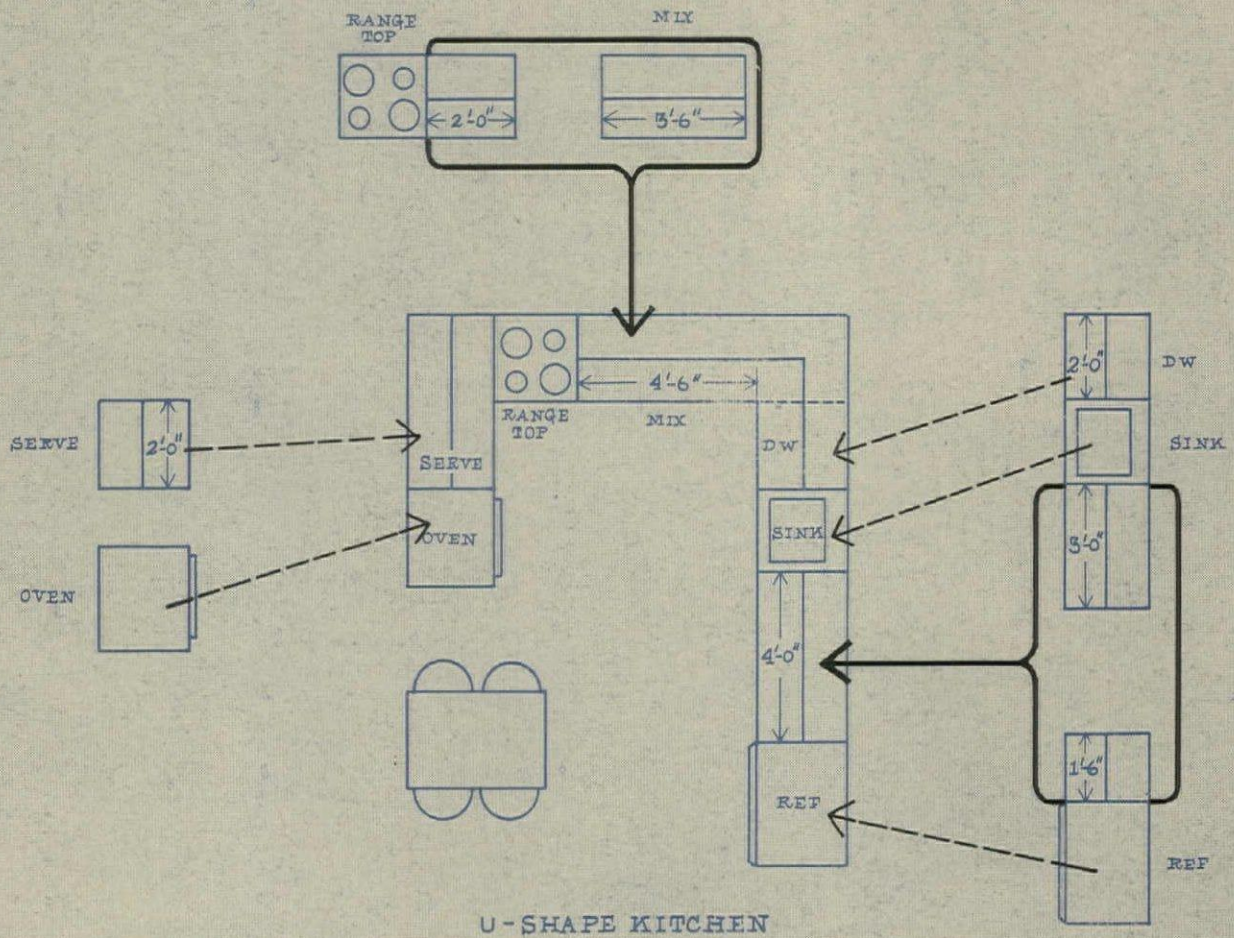 RANGE
TOP
MIX
2'-0"
3'-6"
SERVE
2'-0"
OVEN
SERVE
OVEN
RANGE
TOP
4'-6"
MIX
DW
SINK
4'-0"
REF
2'-0"
DW
SINK
3'-0"
1'-6"
REF
U-SHAPE KITCHEN